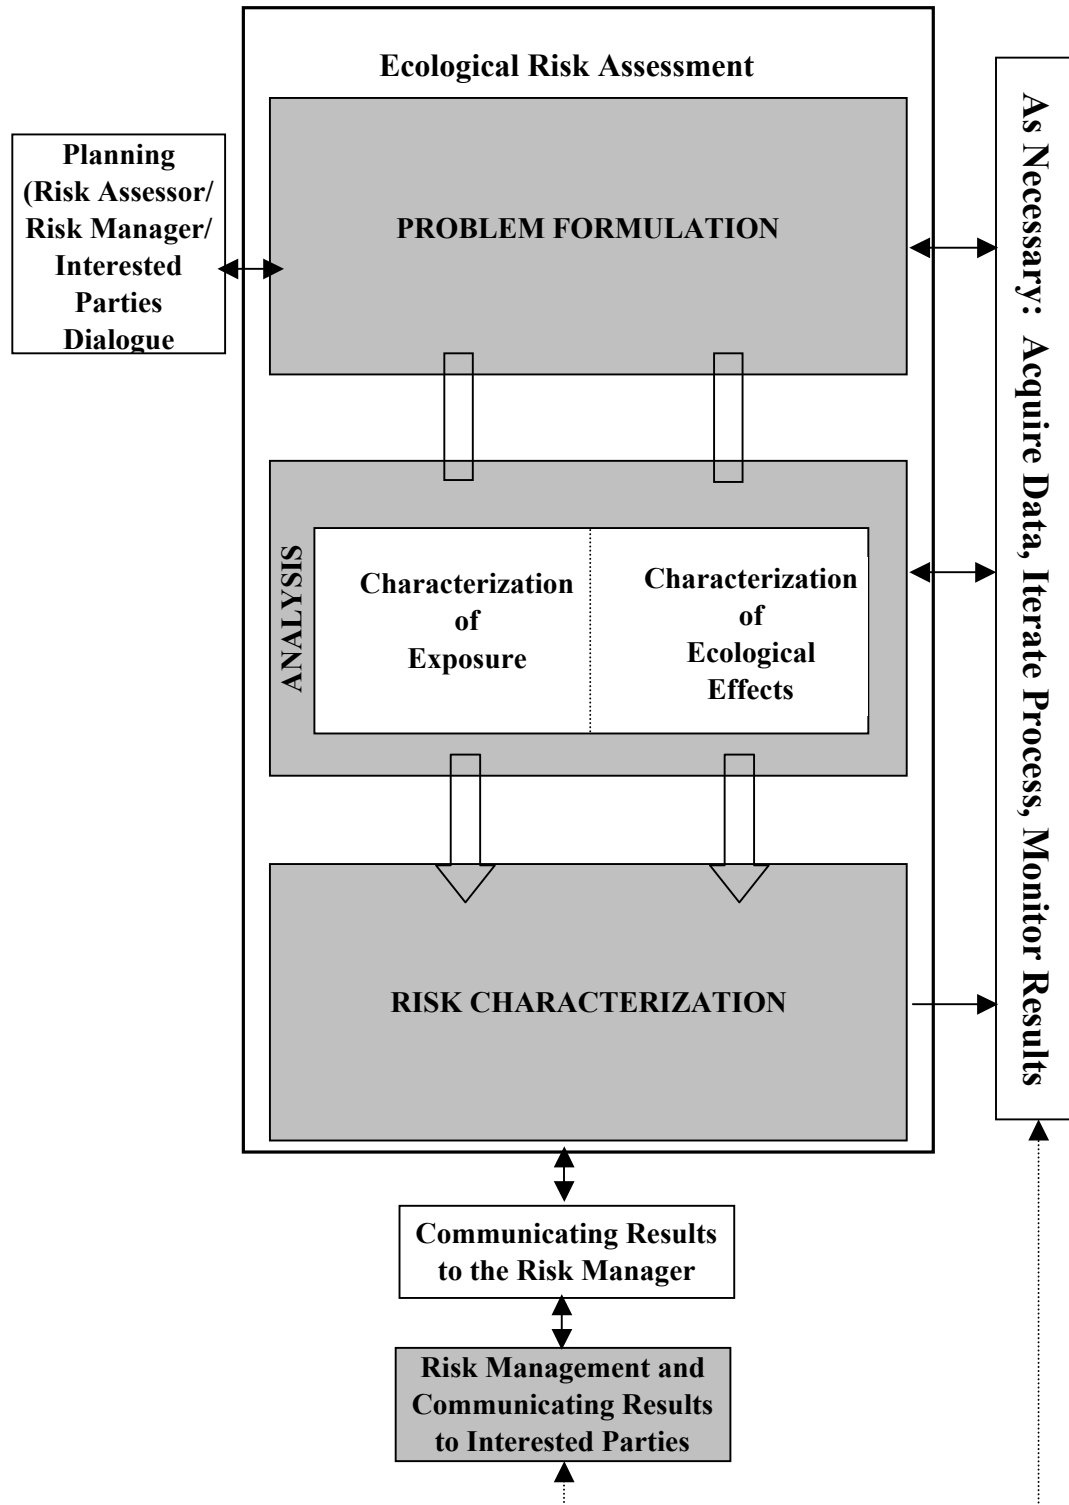 Ecological Risk Assessment
Planning
(Risk Assessor/
Risk Manager/
Interested
Parties
Dialogue
PROBLEM FORMULATION
ANALYSIS
Characterization
of
Exposure
Characterization
of
Ecological
Effects
RISK CHARACTERIZATION
As Necessary: Acquire Data, Iterate Process, Monitor Results
Communicating Results
to the Risk Manager
Risk Management and
Communicating Results
to Interested Parties